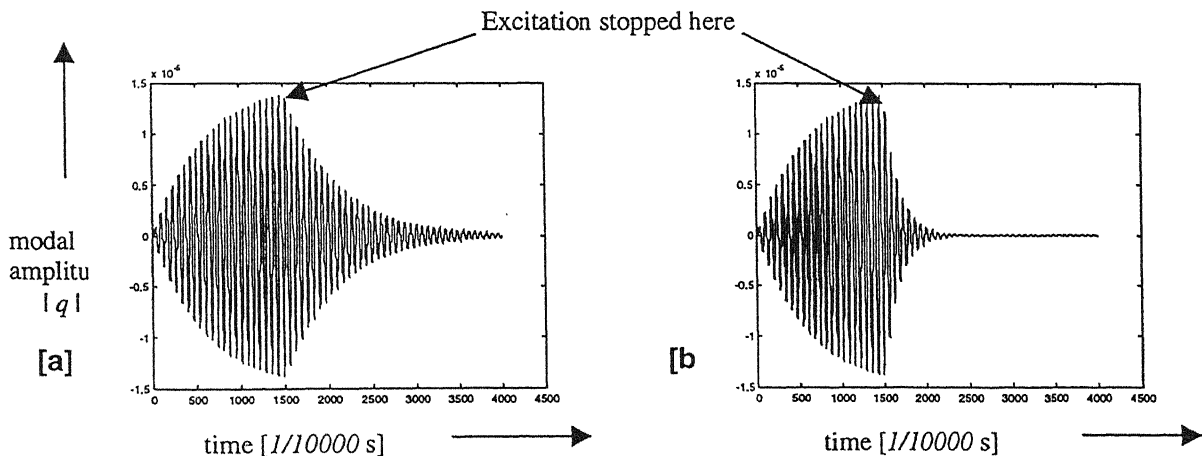 Excitation stopped here
1.5 x 10⁻⁶
1
0.5
0
-0.5
-1
-1.5
0 500 1000 1500 2000 2500 3000 3500 4000 4500
modal
amplitu
| q |
[a]
time [1/10000 s]
1.5 x 10⁻⁶
1
0.5
0
-0.5
-1
-1.5
0 500 1000 1500 2000 2500 3000 3500 4000 4500
[b
time [1/10000 s]